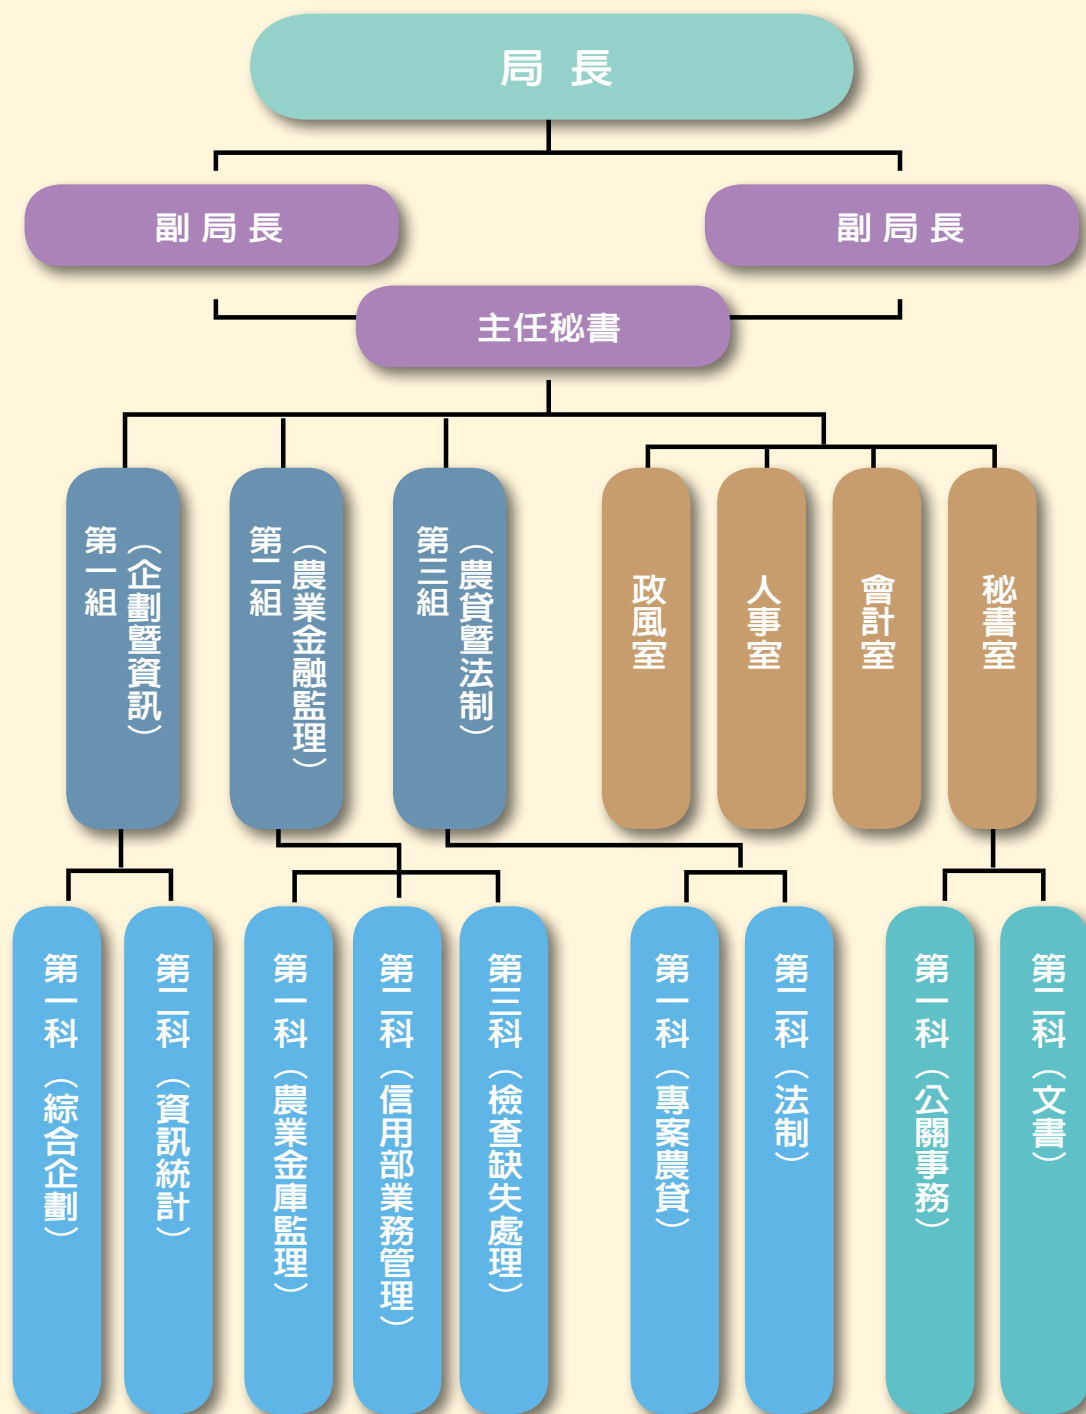 局 長
副 局 長
副 局 長
主任秘書
第一組
（企劃暨資訊）
第二組
（農業金融監理）
第三組
（農貸暨法制）
政風室
人事室
會計室
秘書室
第一科（綜合企劃）
第二科（資訊統計）
第一科（農業金庫監理）
第二科（信用部業務管理）
第三科（檢查缺失處理）
第一科（專案農貸）
第二科（法制）
第一科（公關事務）
第二科（文書）